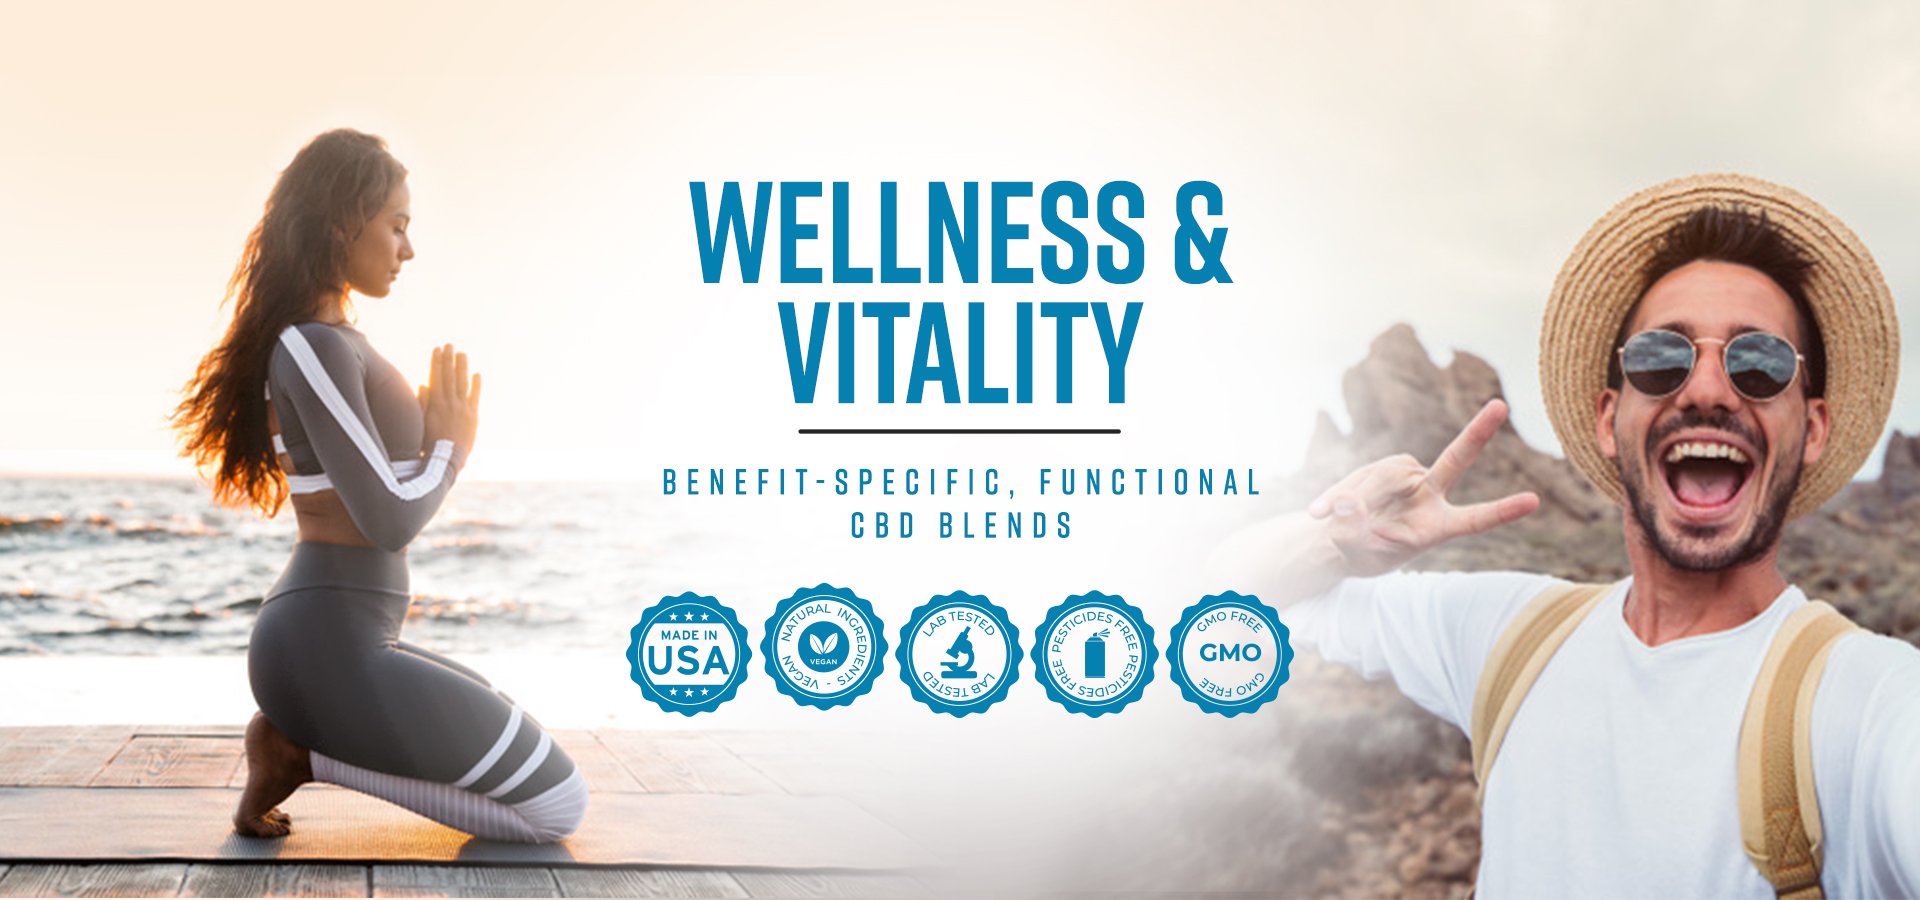 WELLNESS &
VITALITY
BENEFIT-SPECIFIC, FUNCTIONAL
CBD BLENDS
★ ★ ★
MADE IN
USA
★ ★ ★
NATURAL INGREDIENTS - VEGAN
VEGAN
LAB TESTED
LAB TESTED
PESTICIDES FREE PESTICIDES FREE
GMO FREE
GMO
GMO FREE